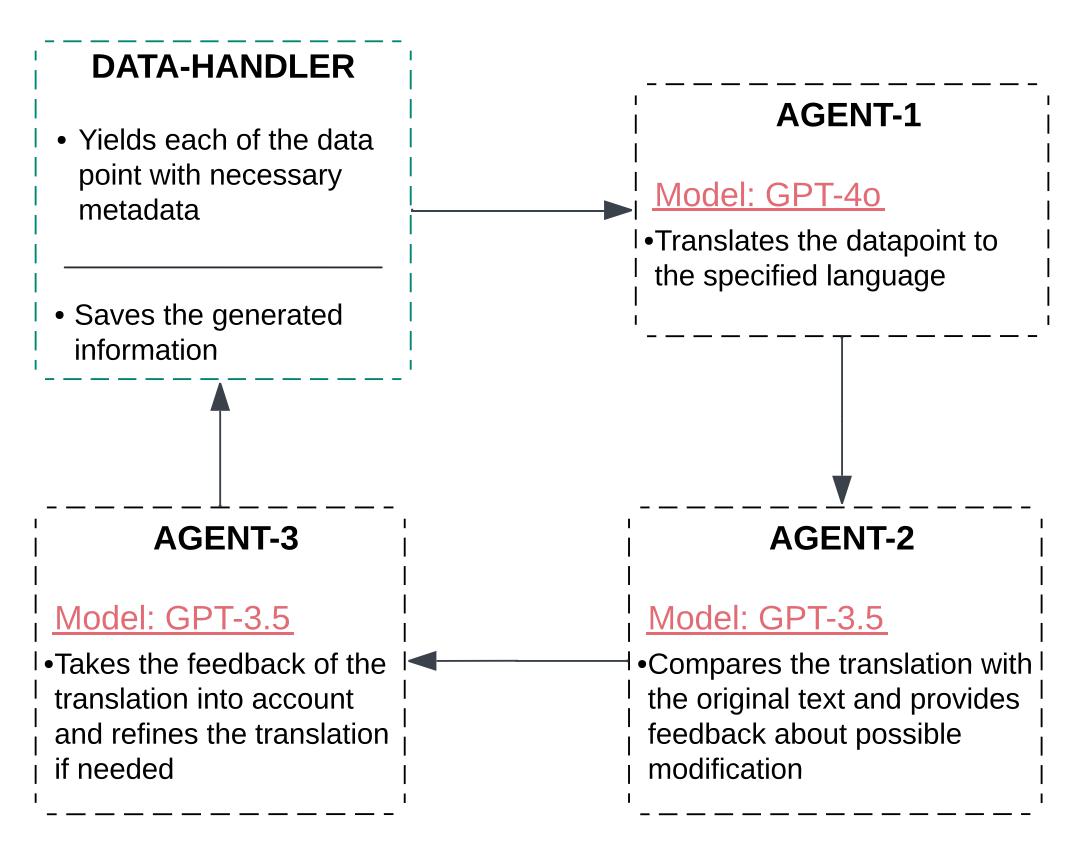 DATA-HANDLER
• Yields each of the data
point with necessary
metadata
• Saves the generated
information
AGENT-1
Model: GPT-4o
•Translates the datapoint to
the specified language
AGENT-3
Model: GPT-3.5
•Takes the feedback of the
translation into account
and refines the translation
if needed
AGENT-2
Model: GPT-3.5
•Compares the translation with
the original text and provides
feedback about possible
modification